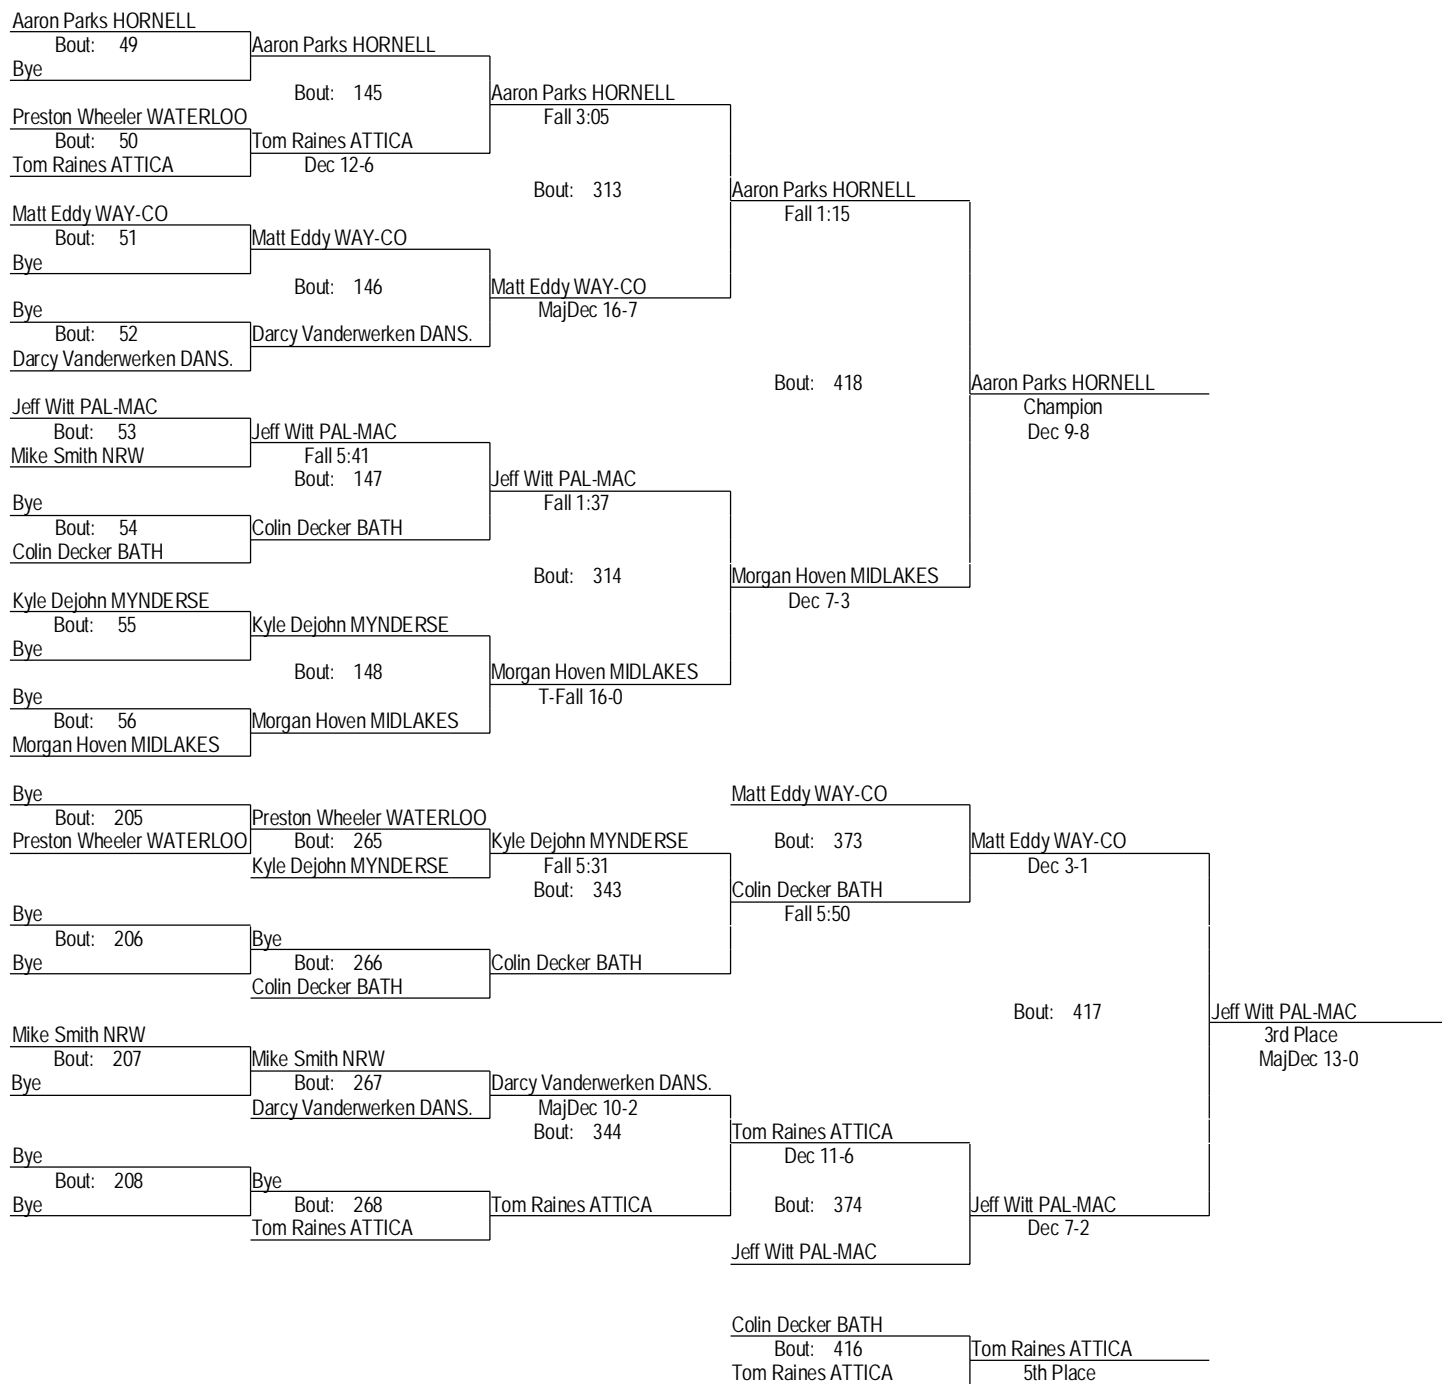 Aaron Parks HORNELL
Bout: 49
Aaron Parks HORNELL
Bye
Bout: 145
Aaron Parks HORNELL
Preston Wheeler WATERLOO
Fall 3:05
Bout: 50
Tom Raines ATTICA
Tom Raines ATTICA
Dec 12-6
Bout: 313
Aaron Parks HORNELL
Matt Eddy WAY-CO
Fall 1:15
Bout: 51
Matt Eddy WAY-CO
Bye
Bout: 146
Matt Eddy WAY-CO
Bye
MajDec 16-7
Bout: 52
Darcy Vanderwerken DANS.
Darcy Vanderwerken DANS.
Bout: 418
Aaron Parks HORNELL
Jeff Witt PAL-MAC
Champion
Bout: 53
Jeff Witt PAL-MAC
Dec 9-8
Mike Smith NRW
Fall 5:41
Bout: 147
Jeff Witt PAL-MAC
Bye
Fall 1:37
Bout: 54
Colin Decker BATH
Colin Decker BATH
Bout: 314
Morgan Hoven MIDLAKES
Kyle Dejohn MYNDERSE
Dec 7-3
Bout: 55
Kyle Dejohn MYNDERSE
Bye
Bout: 148
Morgan Hoven MIDLAKES
Bye
T-Fall 16-0
Bout: 56
Morgan Hoven MIDLAKES
Morgan Hoven MIDLAKES
Bye
Matt Eddy WAY-CO
Bout: 205
Preston Wheeler WATERLOO
Preston Wheeler WATERLOO
Bout: 265
Kyle Dejohn MYNDERSE
Bout: 373
Matt Eddy WAY-CO
Kyle Dejohn MYNDERSE
Fall 5:31
Dec 3-1
Bout: 343
Colin Decker BATH
Bye
Fall 5:50
Bout: 206
Bye
Bye
Bout: 266
Colin Decker BATH
Colin Decker BATH
Bout: 417
Jeff Witt PAL-MAC
Mike Smith NRW
3rd Place
Bout: 207
Mike Smith NRW
MajDec 13-0
Bye
Bout: 267
Darcy Vanderwerken DANS.
Darcy Vanderwerken DANS.
MajDec 10-2
Bout: 344
Tom Raines ATTICA
Bye
Dec 11-6
Bout: 208
Bye
Bye
Bout: 268
Tom Raines ATTICA
Bout: 374
Jeff Witt PAL-MAC
Tom Raines ATTICA
Dec 7-2
Jeff Witt PAL-MAC
Colin Decker BATH
Bout: 416
Tom Raines ATTICA
Tom Raines ATTICA
5th Place